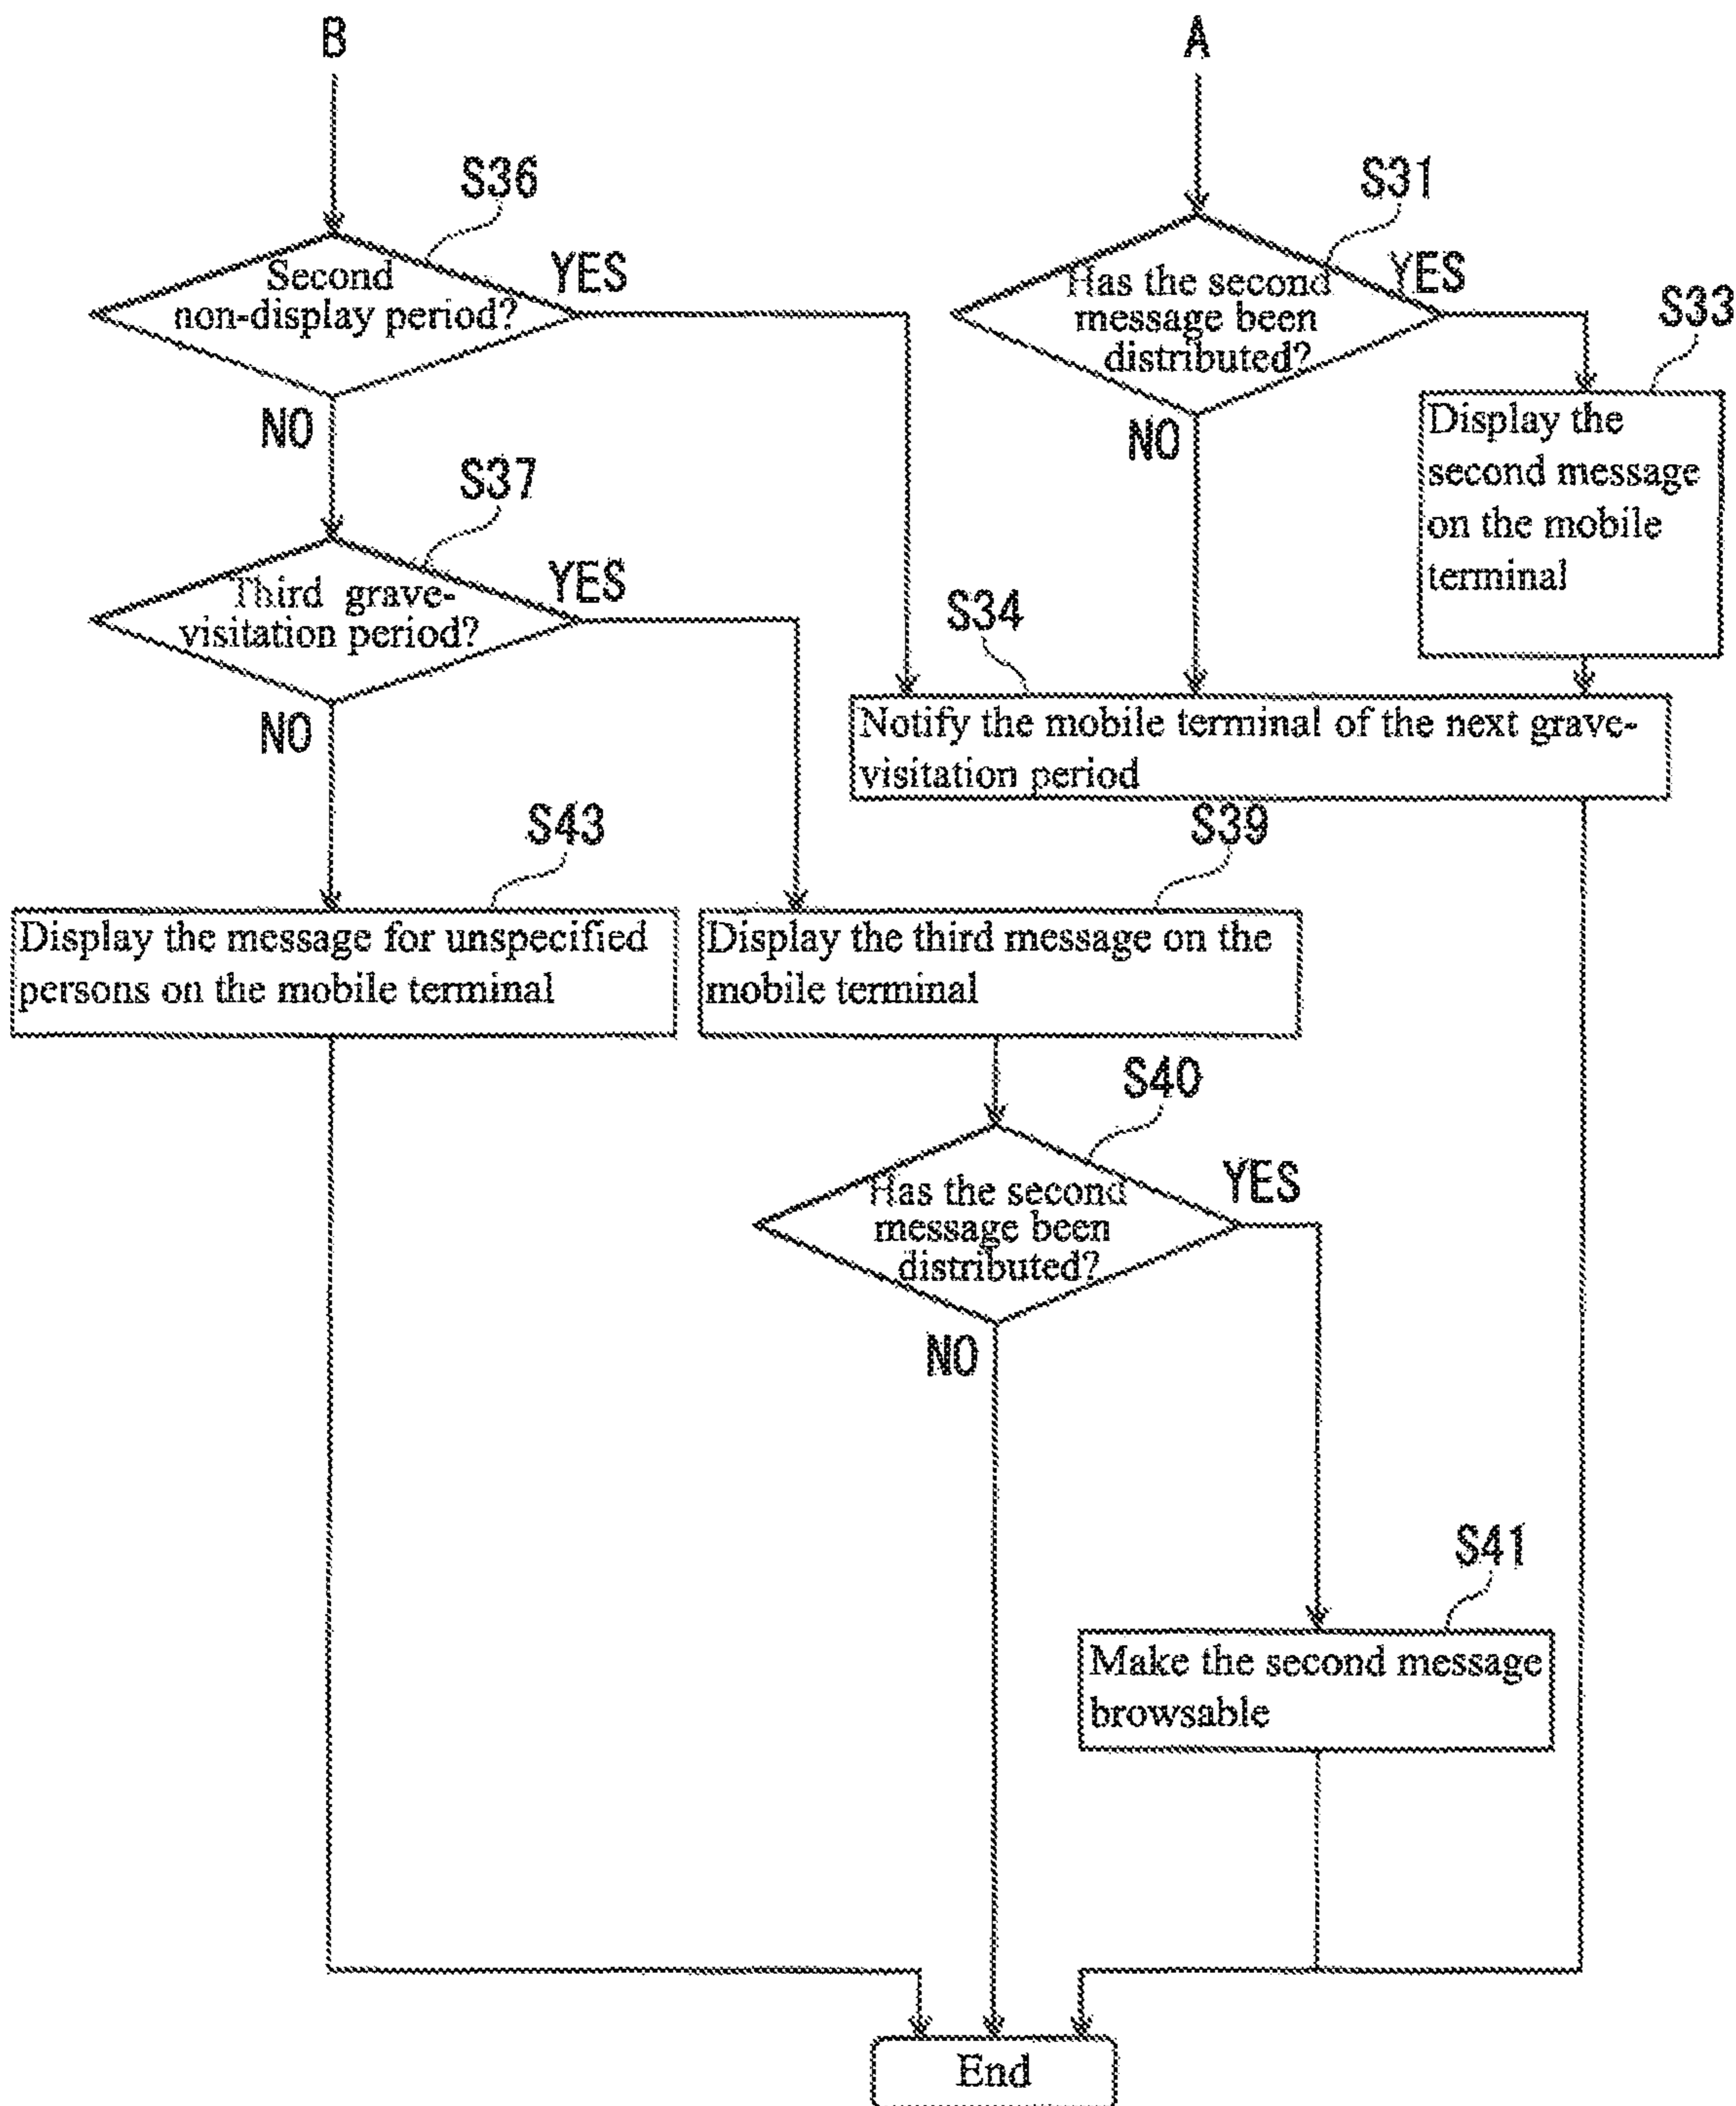 B
A
S36
S31
Second
non-display period?
YES
Has the second
message been
distributed?
YES
S33
NO
NO
Display the
second message
on the mobile
terminal
S37
Third grave-
visitation period?
YES
S34
NO
Notify the mobile terminal of the next grave-
visitation period
S43
S39
Display the message for unspecified
persons on the mobile terminal
Display the third message on the
mobile terminal
S40
Has the second
message been
distributed?
YES
NO
S41
Make the second message
browsable
End